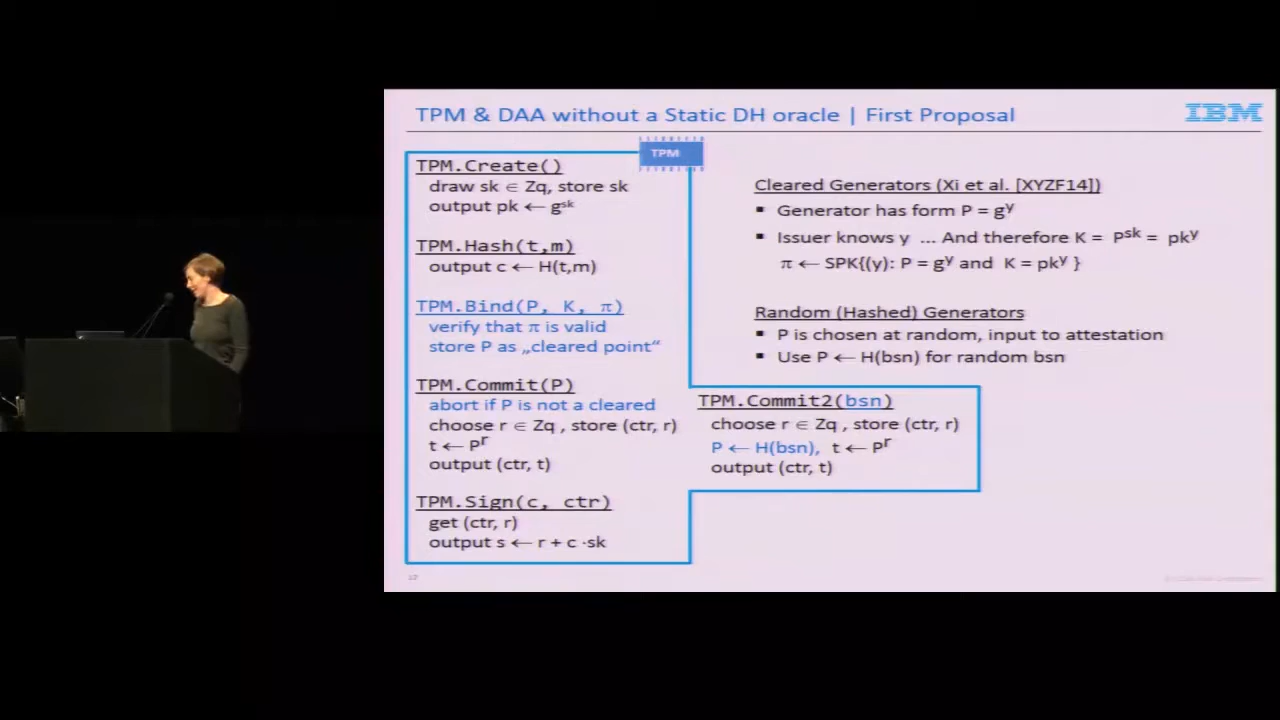 TPM & DAA without a Static DH oracle | First Proposal
IBM
TPM
TPM.Create()
draw sk ∈ Zq, store sk
output pk ← g^sk
TPM.Hash(t,m)
output c ← H(t,m)
TPM.Bind(P, K, π)
verify that π is valid
store P as „cleared point“
TPM.Commit(P)
abort if P is not a cleared
choose r ∈ Zq , store (ctr, r)
t ← P^r
output (ctr, t)
TPM.Sign(c, ctr)
get (ctr, r)
output s ← r + c ·sk
Cleared Generators (Xi et al. [XYZF14])
▪ Generator has form P = g^y
▪ Issuer knows y ... And therefore K = P^sk = pk^y
π ← SPK{(y): P = g^y and K = pk^y }
Random (Hashed) Generators
▪ P is chosen at random, input to attestation
▪ Use P ← H(bsn) for random bsn
TPM.Commit2(bsn)
choose r ∈ Zq , store (ctr, r)
P ← H(bsn), t ← P^r
output (ctr, t)